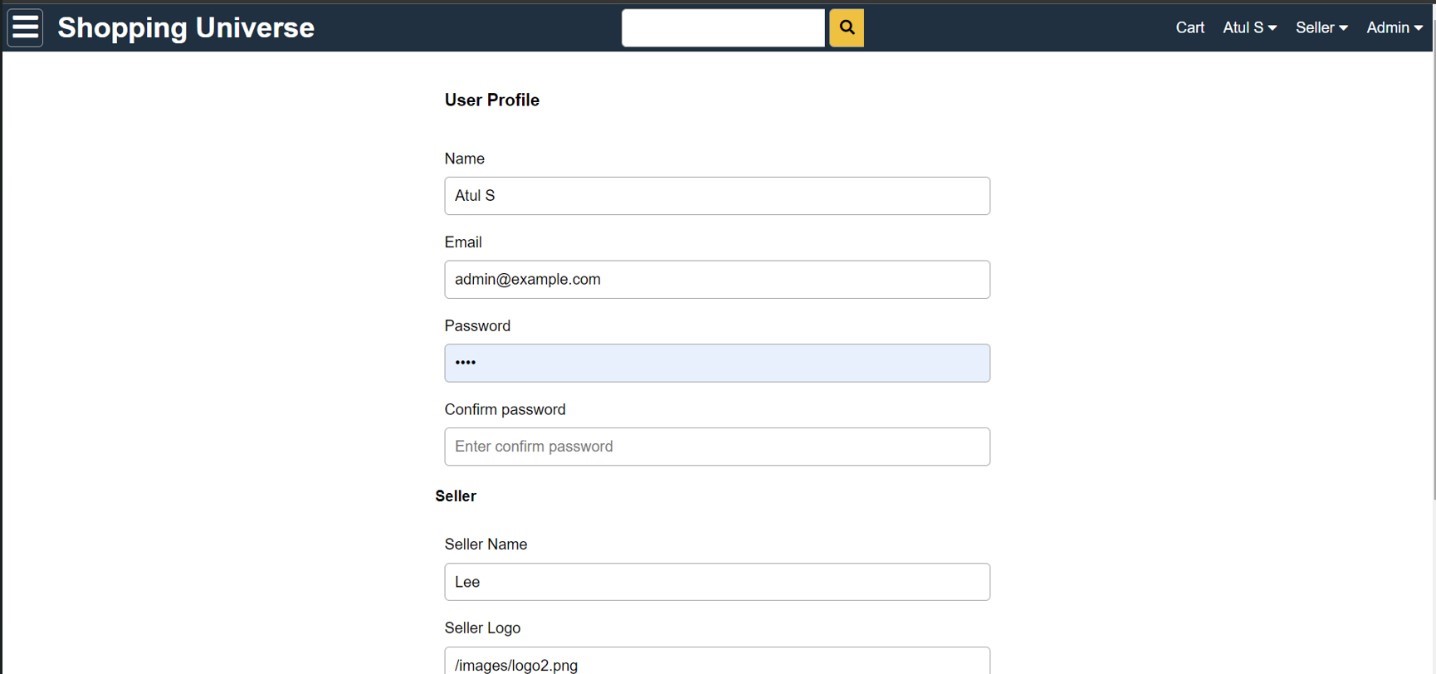 Shopping Universe
Cart Atul S Seller Admin
User Profile
Name
Atul S
Email
admin@example.com
Password
••••
Confirm password
Enter confirm password
Seller
Seller Name
Lee
Seller Logo
/images/logo2.png